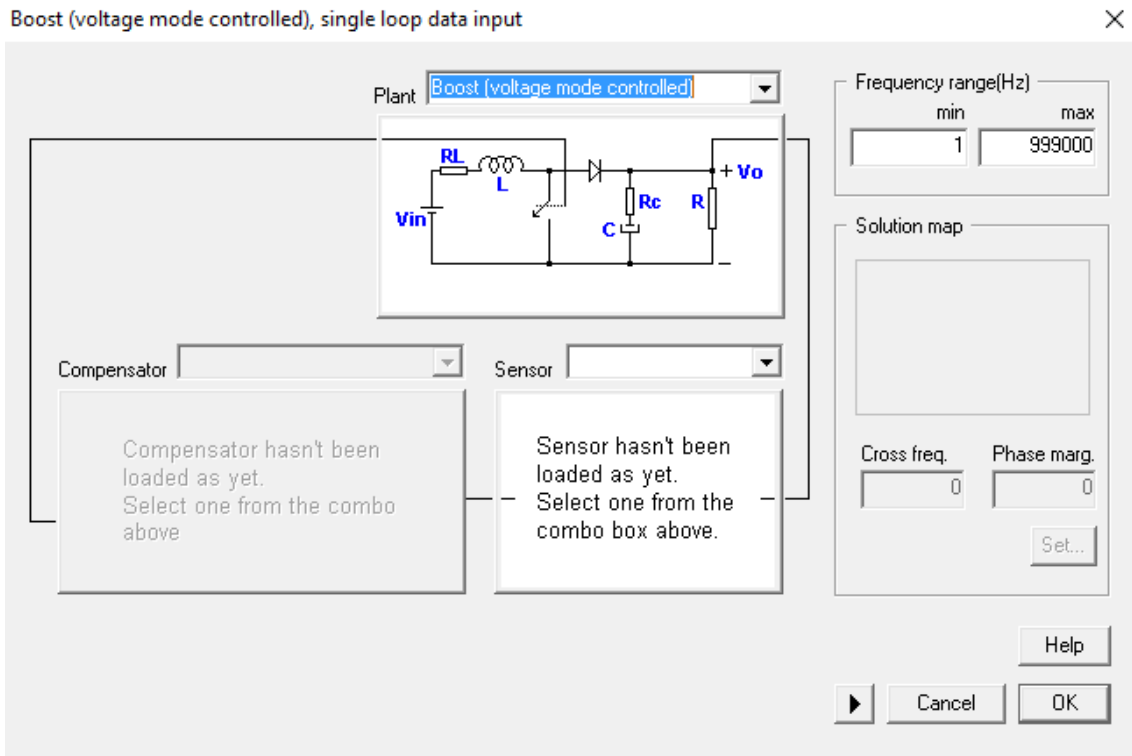 Boost (voltage mode controlled), single loop data input
Plant
Boost (voltage mode controlled)
RL
L
Vin
Rc
C
R
+ Vo
Compensator
Compensator hasn't been
loaded as yet.
Select one from the combo
above
Sensor
Sensor hasn't been
loaded as yet.
Select one from the
combo box above.
Frequency range(Hz)
min max
1 999000
Solution map
Cross freq. Phase marg.
0 0
Set...
Help
Cancel OK